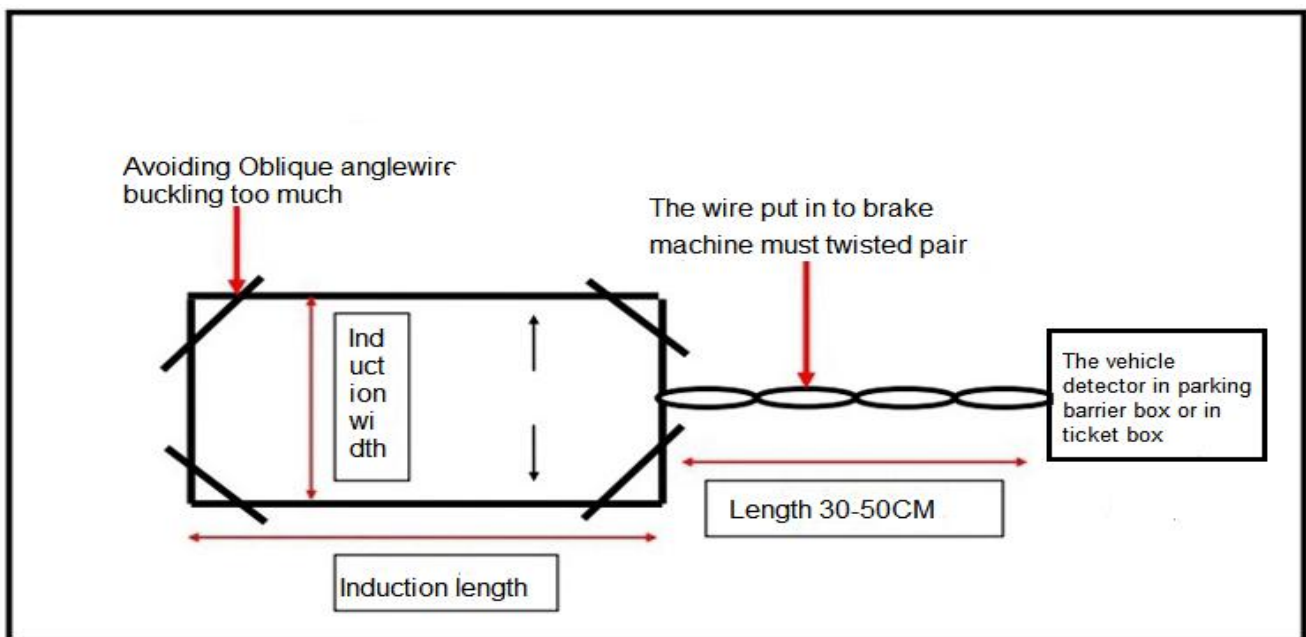 Avoiding Oblique anglewire
buckling too much
The wire put in to brake
machine must twisted pair
Ind
uct
ion
wi
dth
The vehicle
detector in parking
barrier box or in
ticket box
Length 30-50CM
Induction length